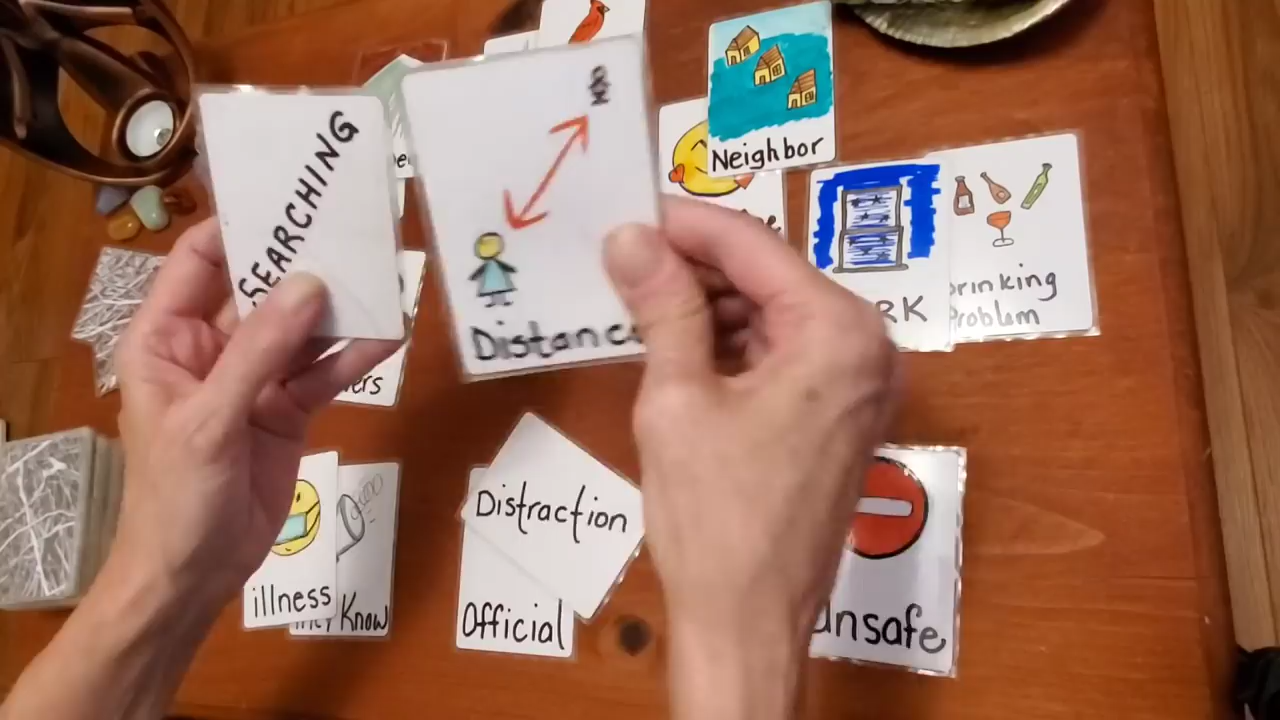 Neighbor
SEARCHING
Distance
Drinking
Problem
Distraction
illness
Know
Official
unsafe